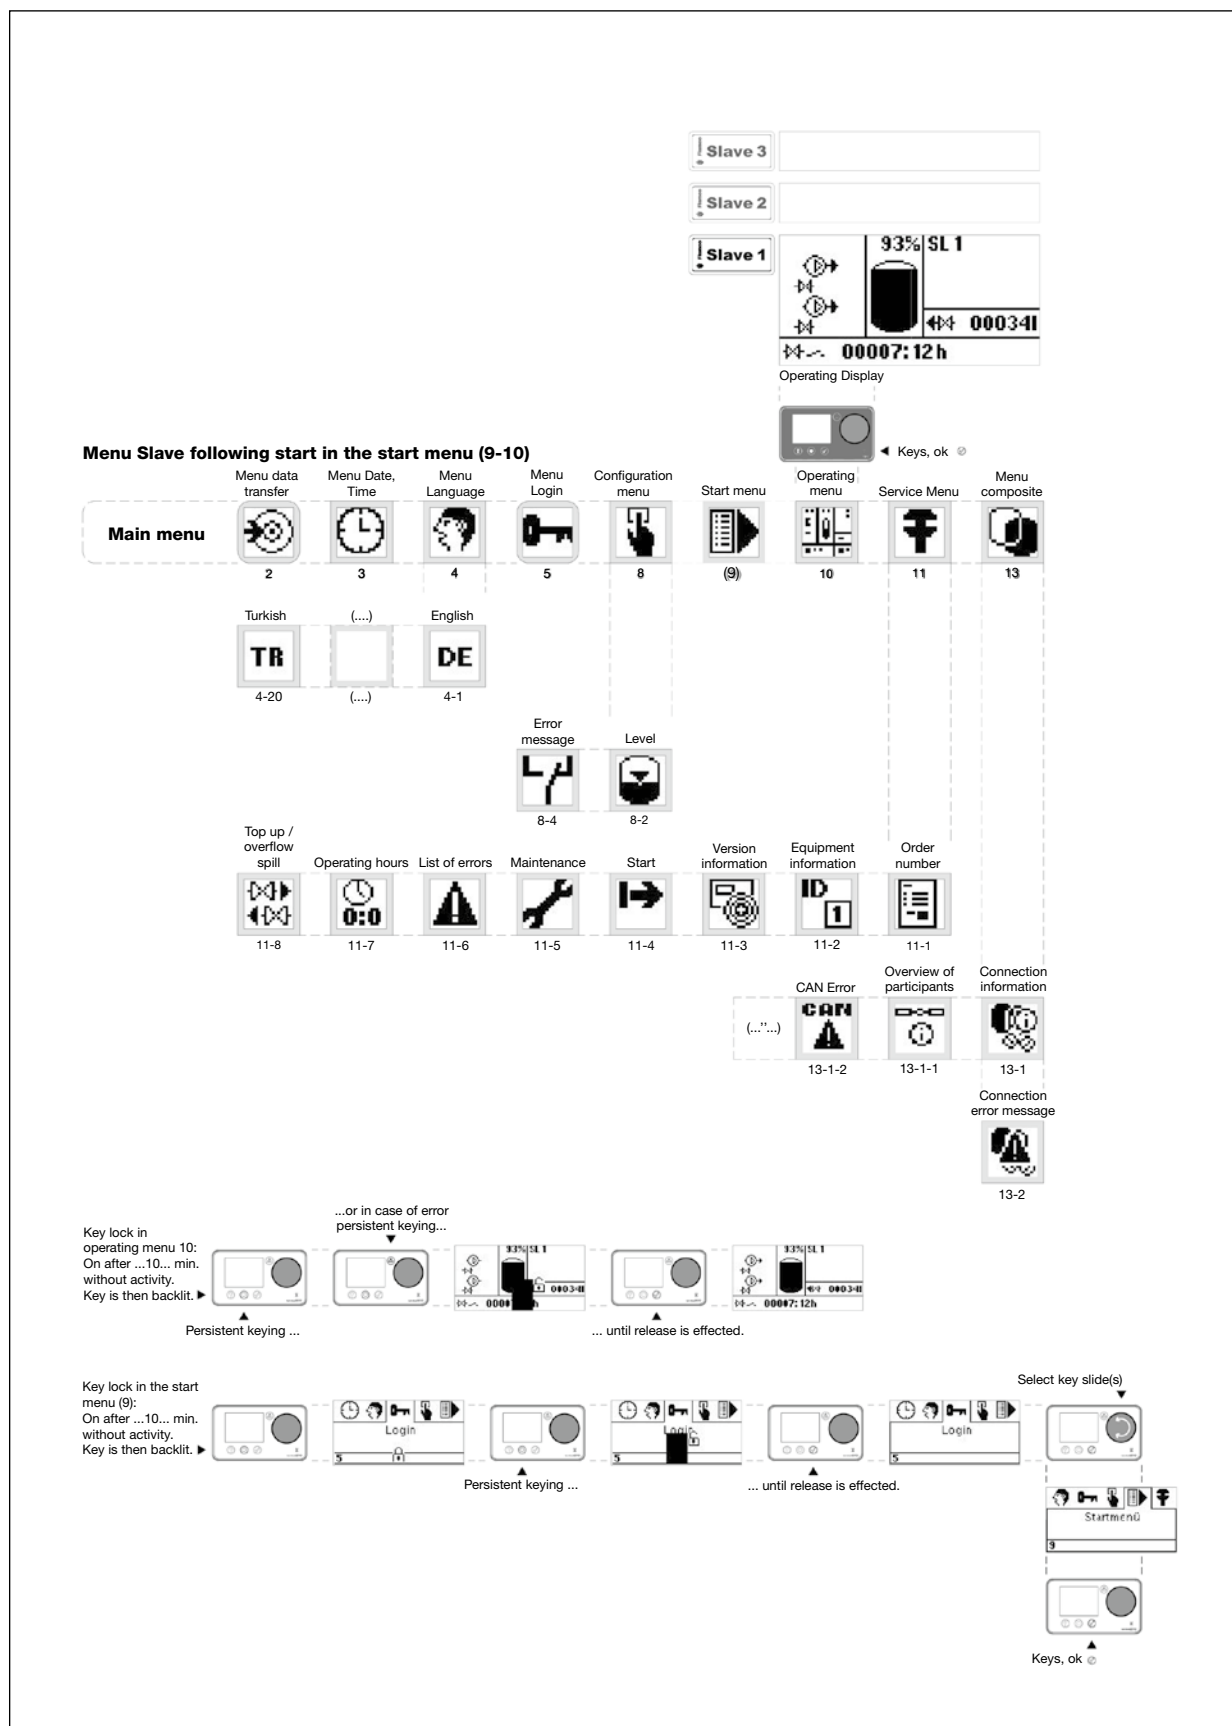 Slave 3
Slave 2
Slave 1
93% SL 1
00034l
00007:12h
Operating Display
Keys, ok
Menu Slave following start in the start menu (9-10)
Main menu
Menu data
transfer
2
Menu Date,
Time
3
Menu
Language
4
Menu
Login
5
Configuration
menu
8
Start menu
(9)
Operating
menu
10
Service Menu
11
Menu
composite
13
Turkish
TR
4-20
(....)
(....)
English
DE
4-1
Error
message
8-4
Level
8-2
Top up /
overflow
spill
11-8
Operating hours
0:0
11-7
List of errors
11-6
Maintenance
11-5
Start
11-4
Version
information
11-3
Equipment
information
ID
1
11-2
Order
number
11-1
(...”...)
CAN Error
CAN
13-1-2
Overview of
participants
13-1-1
Connection
information
13-1
Connection
error message
13-2
Key lock in
operating menu 10:
On after ...10... min.
without activity.
Key is then backlit.
Persistent keying ...
...or in case of error
persistent keying...
93% SL 1
00034l
... until release is effected.
93% SL 1
00034l
00007:12h
Key lock in the start
menu (9):
On after ...10... min.
without activity.
Key is then backlit.
Login
5
Persistent keying ...
Login
5
... until release is effected.
Login
5
Select key slide(s)
Startmenü
9
Keys, ok